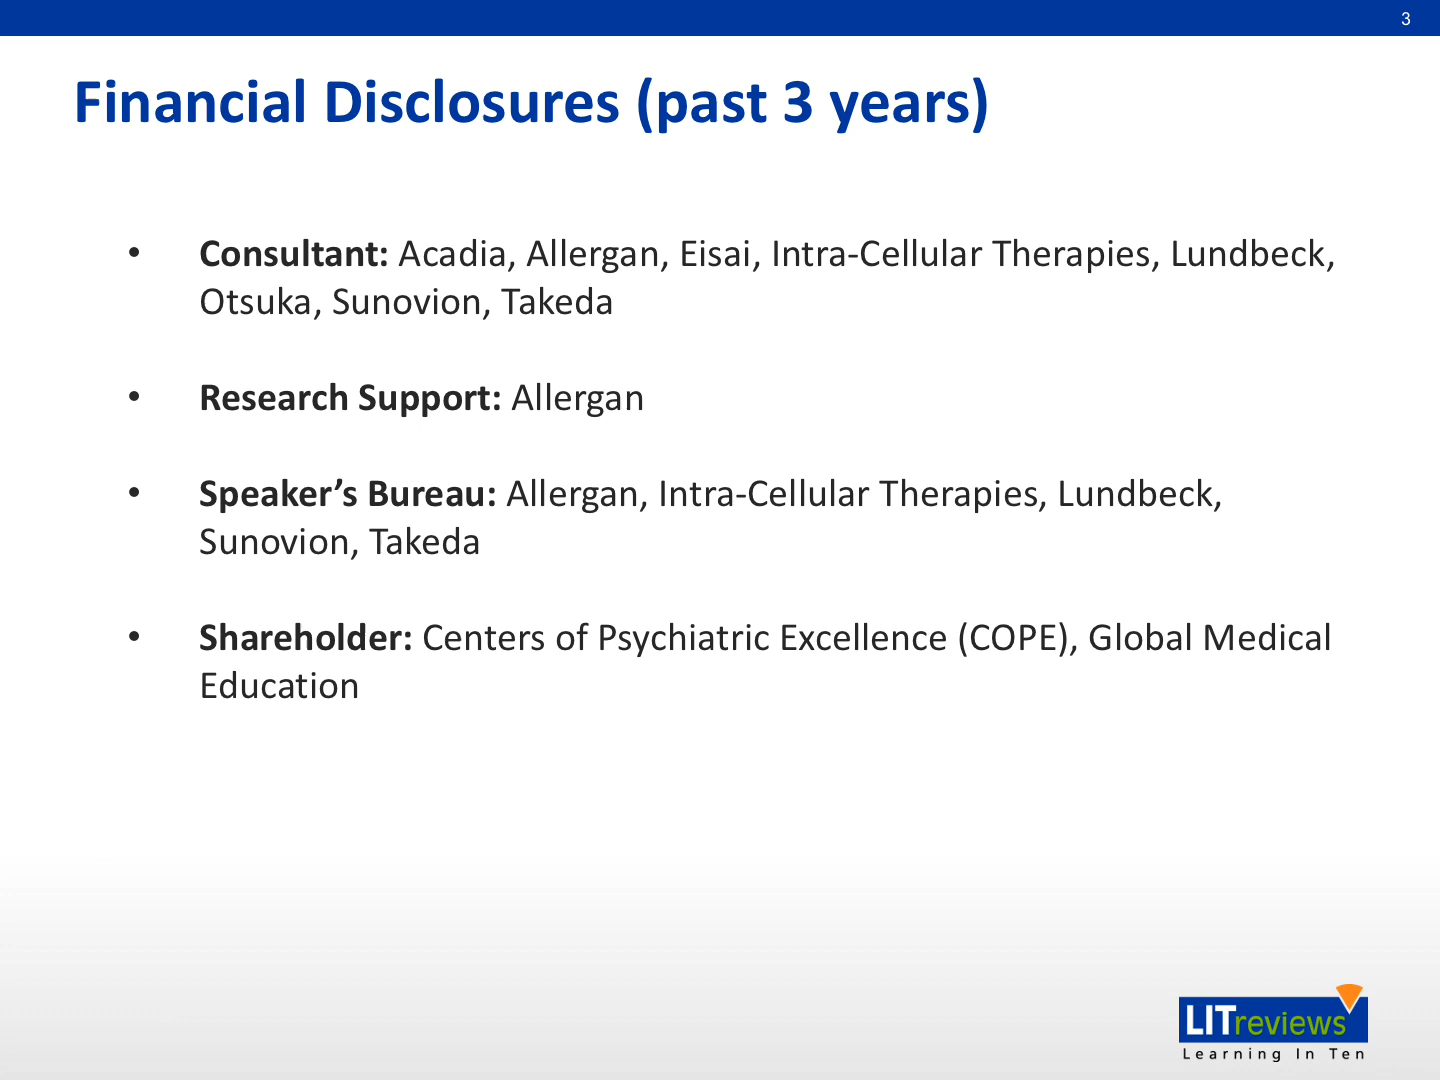 3
Financial Disclosures (past 3 years)
• Consultant: Acadia, Allergan, Eisai, Intra-Cellular Therapies, Lundbeck,
Otsuka, Sunovion, Takeda
• Research Support: Allergan
• Speaker’s Bureau: Allergan, Intra-Cellular Therapies, Lundbeck,
Sunovion, Takeda
• Shareholder: Centers of Psychiatric Excellence (COPE), Global Medical
Education
LITreviews
Learning In Ten